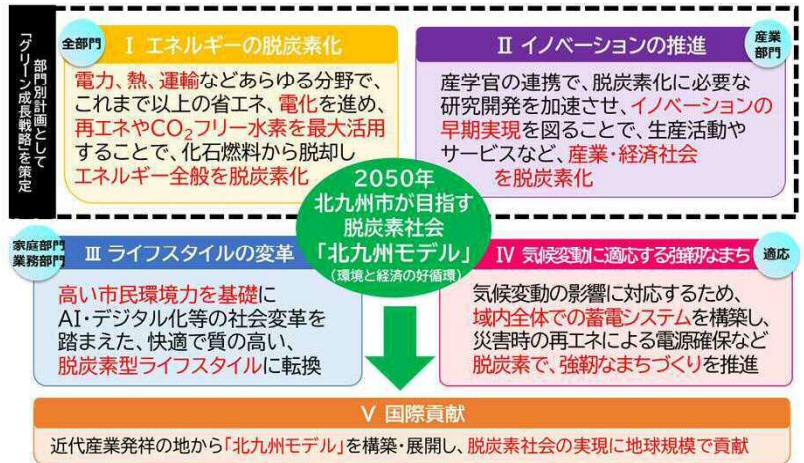 部門別計画として
「グリーン成長戦略」を策定
全部門
Ⅰ エネルギーの脱炭素化
電力、熱、運輸などあらゆる分野で、
これまで以上の省エネ、電化を進め、
再エネやCO₂フリー水素を最大活用
することで、化石燃料から脱却し
エネルギー全般を脱炭素化
Ⅱ イノベーションの推進
産業
部門
産学官の連携で、脱炭素化に必要な
研究開発を加速させ、イノベーションの
早期実現を図ることで、生産活動や
サービスなど、産業・経済社会
を脱炭素化
2050年
北九州市が目指す
脱炭素社会
「北九州モデル」
(環境と経済の好循環)
家庭部門
業務部門
Ⅲ ライフスタイルの変革
高い市民環境力を基礎に
AI・デジタル化等の社会変革を
踏まえた、快適で質の高い、
脱炭素型ライフスタイルに転換
Ⅳ 気候変動に適応する強靭なまち
適応
気候変動の影響に対応するため、
域内全体での蓄電システムを構築し、
災害時の再エネによる電源確保など
脱炭素で、強靭なまちづくりを推進
Ⅴ 国際貢献
近代産業発祥の地から「北九州モデル」を構築・展開し、脱炭素社会の実現に地球規模で貢献